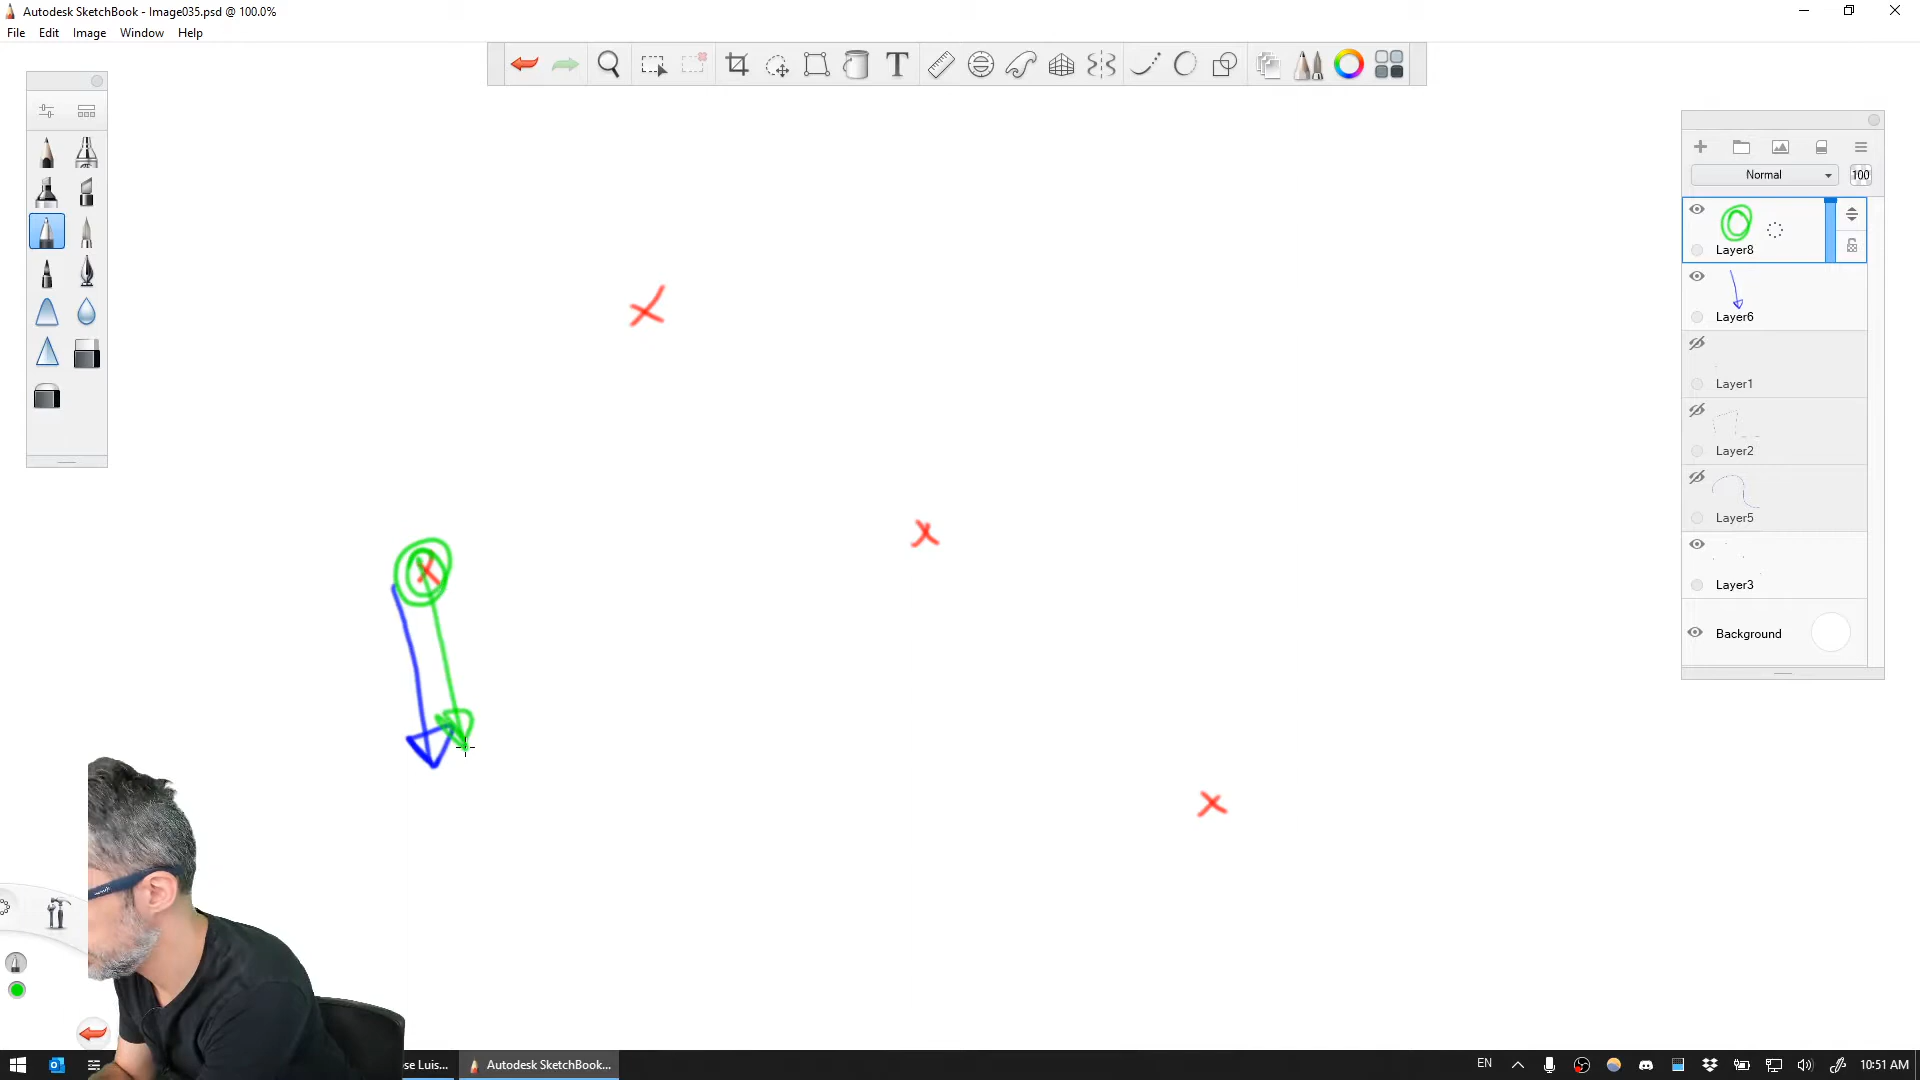 Autodesk SketchBook - Image035.psd @ 100.0%
File Edit Image Window Help
T
Normal 100
Layer8
Layer6
Layer1
Layer2
Layer5
Layer3
Background
ose Luis... Autodesk SketchBook... EN 10:51 AM